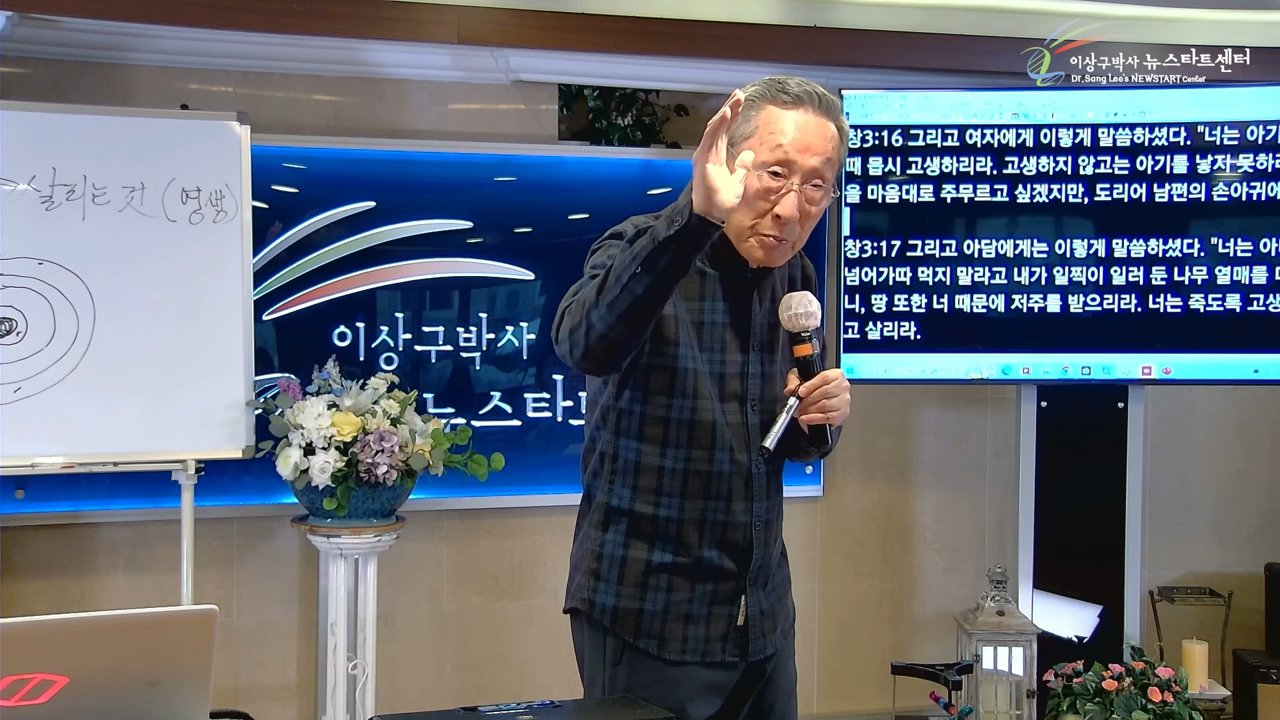 이상구박사 뉴스타트센터
Dr. Sang Lee's NEWSTART Center
살리는 것 (영생)
이상구박사
뉴스타트
창3:16 그리고 여자에게 이렇게 말씀하셨다. "너는 아기
때 몹시 고생하리라. 고생하지 않고는 아기를 낳지 못하리
을 마음대로 주무르고 싶겠지만, 도리어 남편의 손아귀에
창3:17 그리고 아담에게는 이렇게 말씀하셨다. "너는 아
넘어가 따 먹지 말라고 내가 일찍이 일러 둔 나무 열매를
니, 땅 또한 너 때문에 저주를 받으리라. 너는 죽도록 고생
고 살리라.